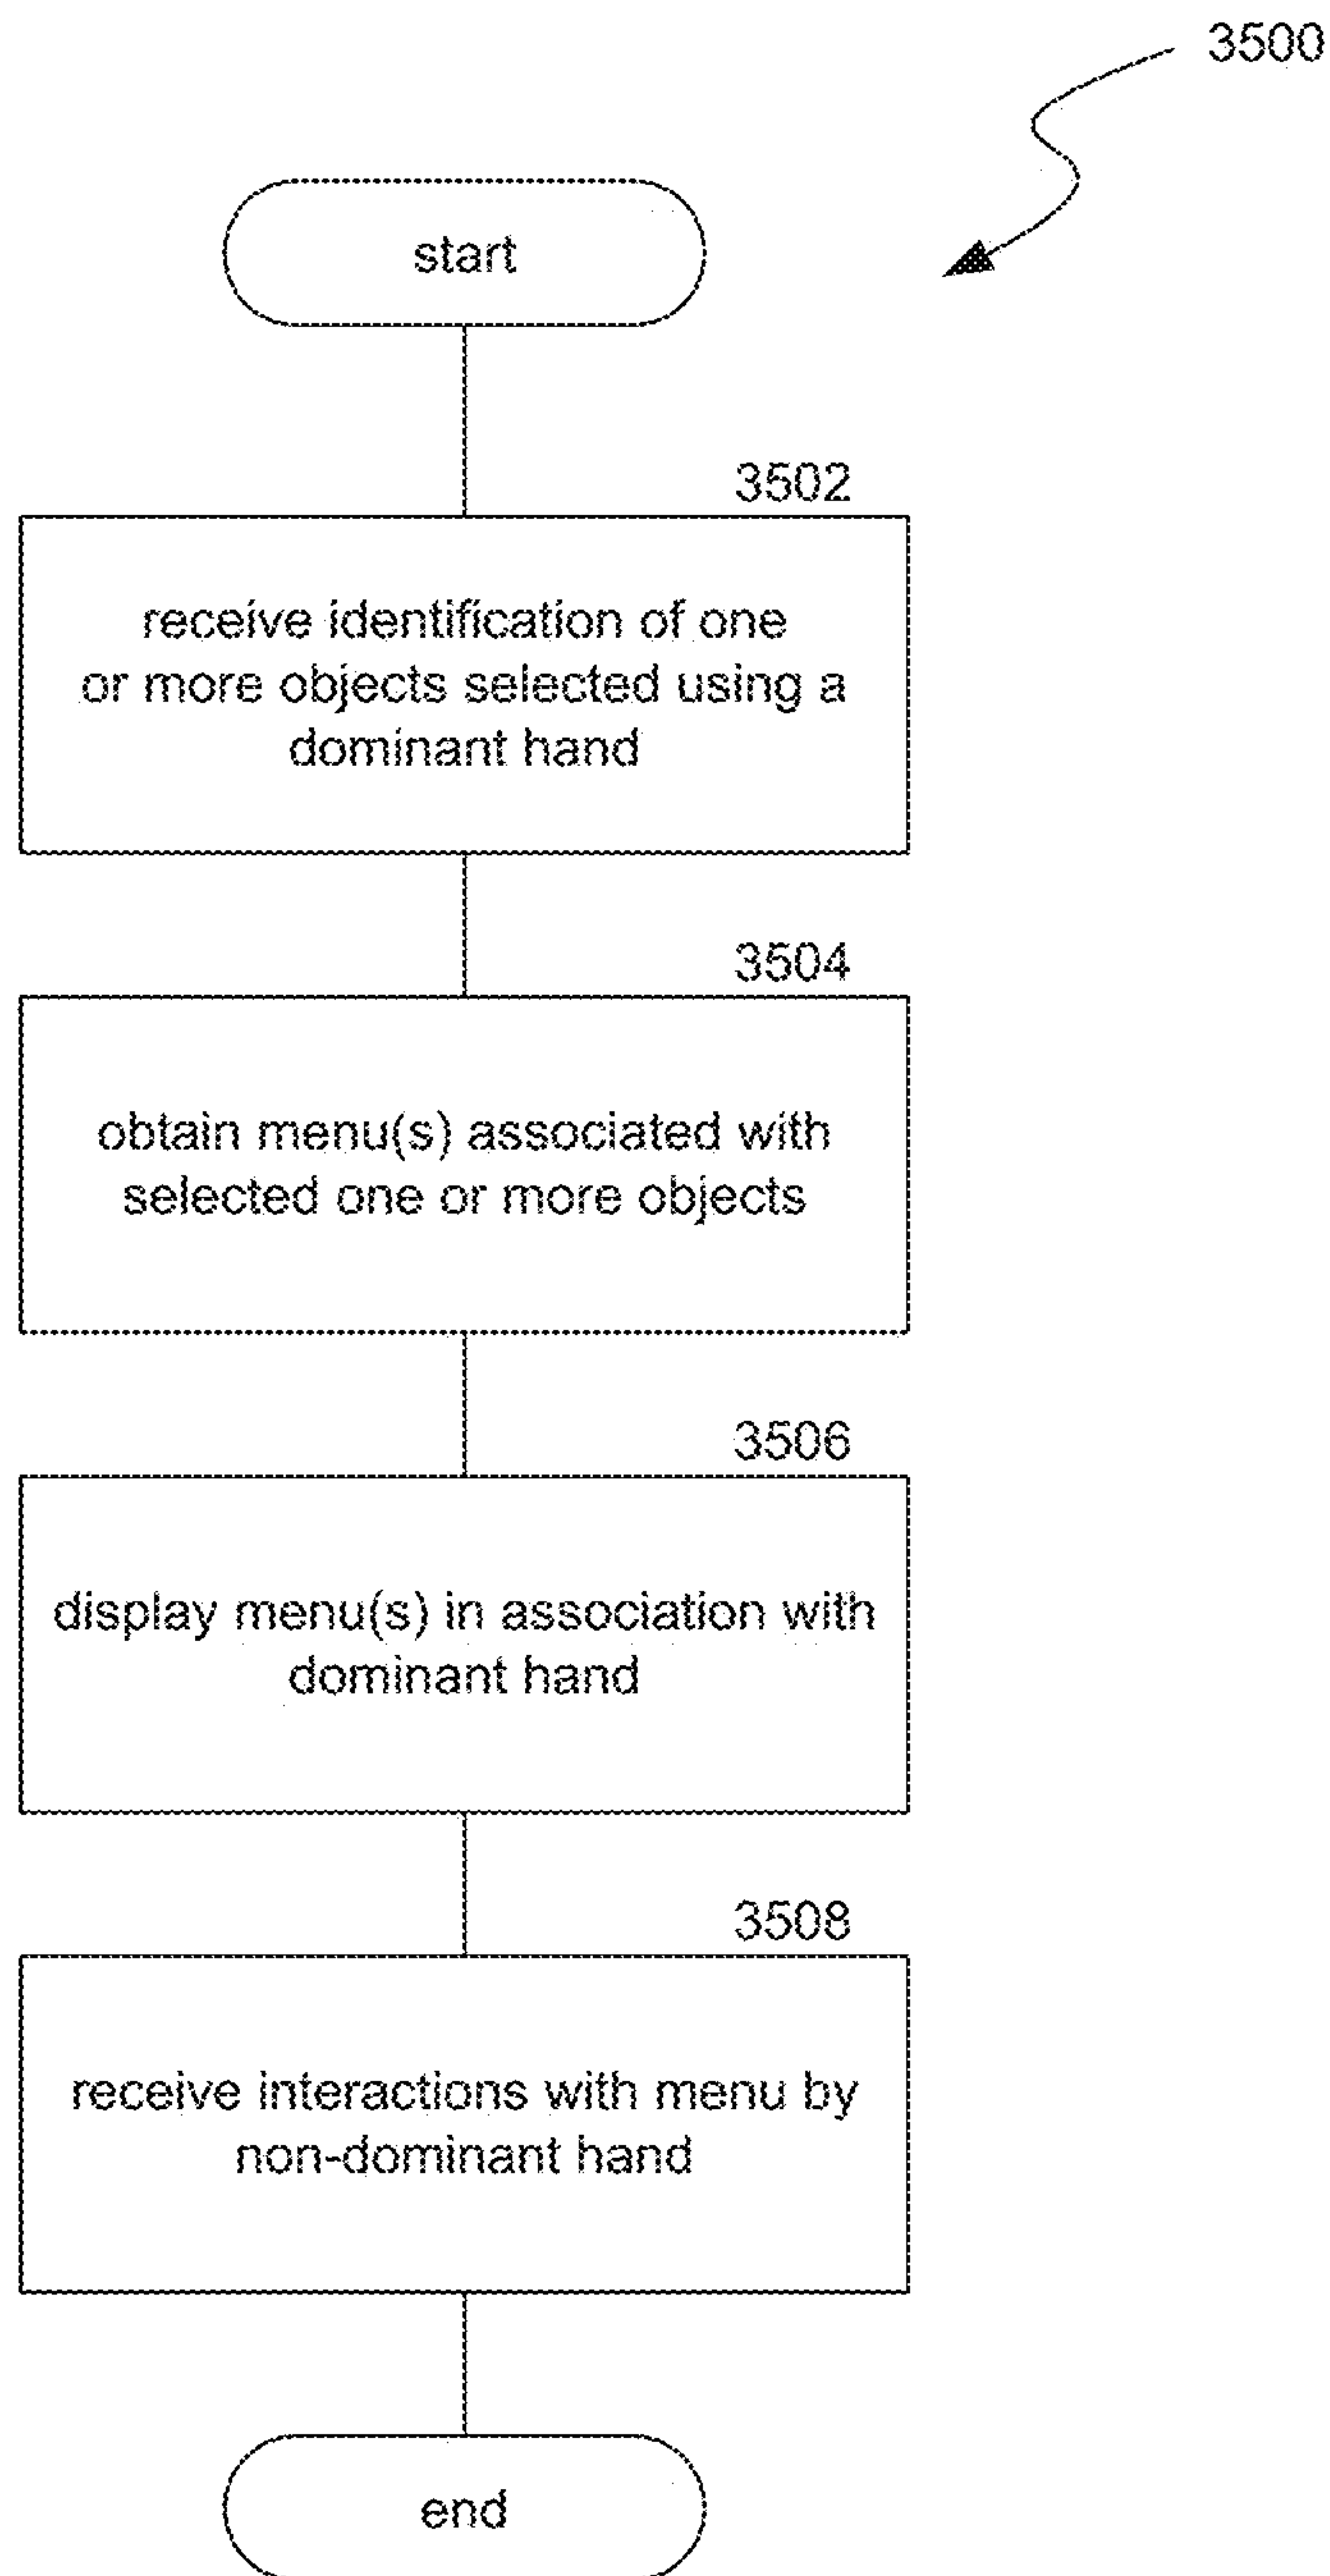 3500
start
3502
receive identification of one
or more objects selected using a
dominant hand
3504
obtain menu(s) associated with
selected one or more objects
3506
display menu(s) in association with
dominant hand
3508
receive interactions with menu by
non-dominant hand
end